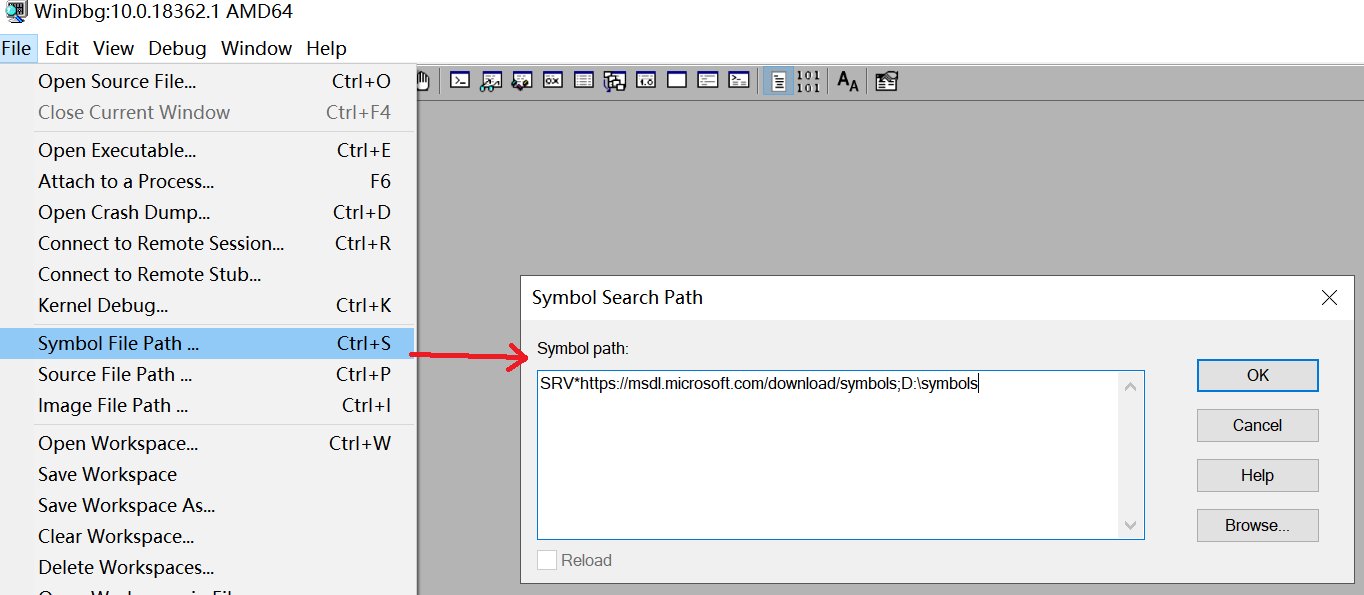 WinDbg:10.0.18362.1 AMD64
File Edit View Debug Window Help
Open Source File... Ctrl+O
Close Current Window Ctrl+F4
Open Executable... Ctrl+E
Attach to a Process... F6
Open Crash Dump... Ctrl+D
Connect to Remote Session... Ctrl+R
Connect to Remote Stub...
Kernel Debug... Ctrl+K
Symbol File Path ... Ctrl+S
Source File Path ... Ctrl+P
Image File Path ... Ctrl+I
Open Workspace... Ctrl+W
Save Workspace
Save Workspace As...
Clear Workspace...
Delete Workspaces...
101
101
AA
Symbol Search Path
Symbol path:
SRV*https://msdl.microsoft.com/download/symbols;D:\symbols
OK
Cancel
Help
Browse...
Reload